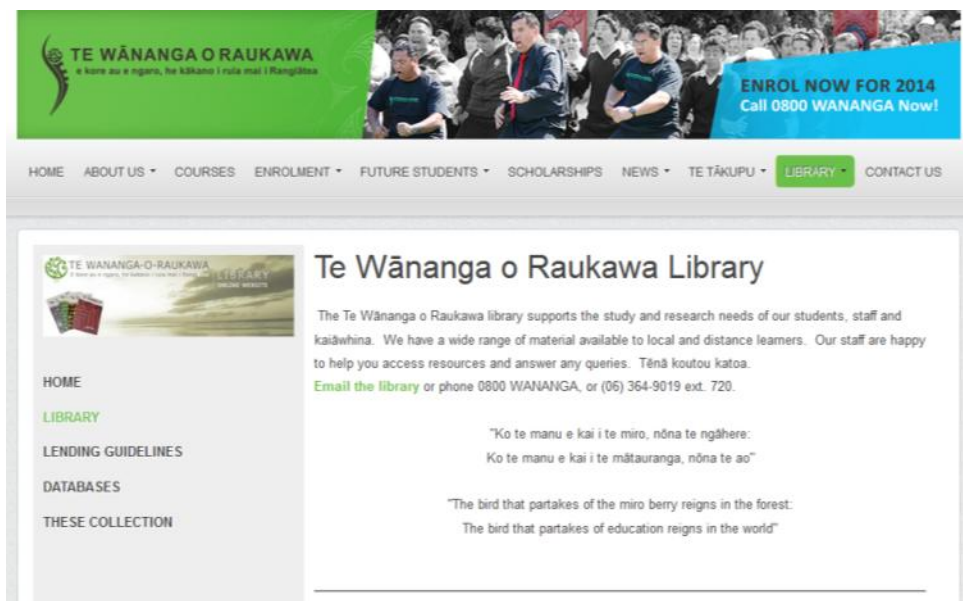 TE WĀNANGA O RAUKAWA
e kore au e ngaro, he kākano i ruia mai i Rangiātea
ENROL NOW FOR 2014
Call 0800 WANANGA Now!
HOME ABOUT US COURSES ENROLMENT FUTURE STUDENTS SCHOLARSHIPS NEWS TE TĀKUPU LIBRARY CONTACT US
TE WANANGA-O-RAUKAWA
LIBRARY
ONLINE WEBSITE
HOME
LIBRARY
LENDING GUIDELINES
DATABASES
THESE COLLECTION
Te Wānanga o Raukawa Library
The Te Wānanga o Raukawa library supports the study and research needs of our students, staff and
kaiāwhina. We have a wide range of material available to local and distance learners. Our staff are happy
to help you access resources and answer any queries. Tēnā koutou katoa.
Email the library or phone 0800 WANANGA, or (06) 364-9019 ext. 720.
"Ko te manu e kai i te miro, nōna te ngāhere:
Ko te manu e kai i te mātauranga, nōna te ao"
"The bird that partakes of the miro berry reigns in the forest:
The bird that partakes of education reigns in the world"